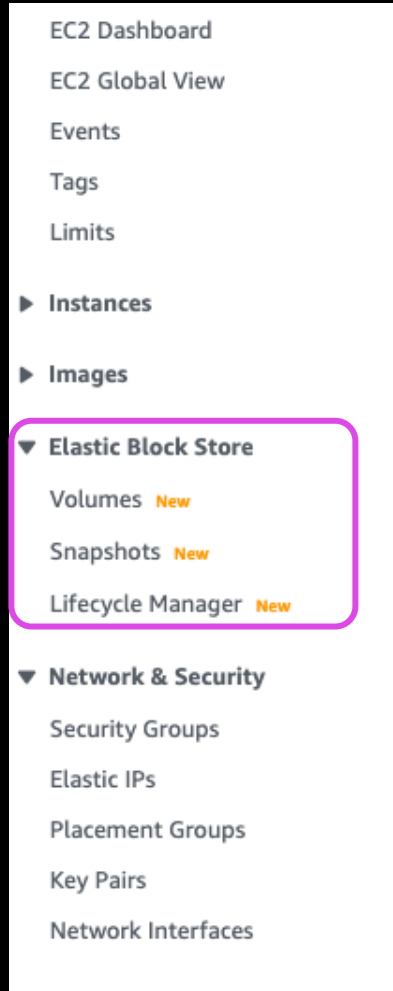 EC2 Dashboard
EC2 Global View
Events
Tags
Limits
Instances
Images
Elastic Block Store
Volumes New
Snapshots New
Lifecycle Manager New
Network & Security
Security Groups
Elastic IPs
Placement Groups
Key Pairs
Network Interfaces